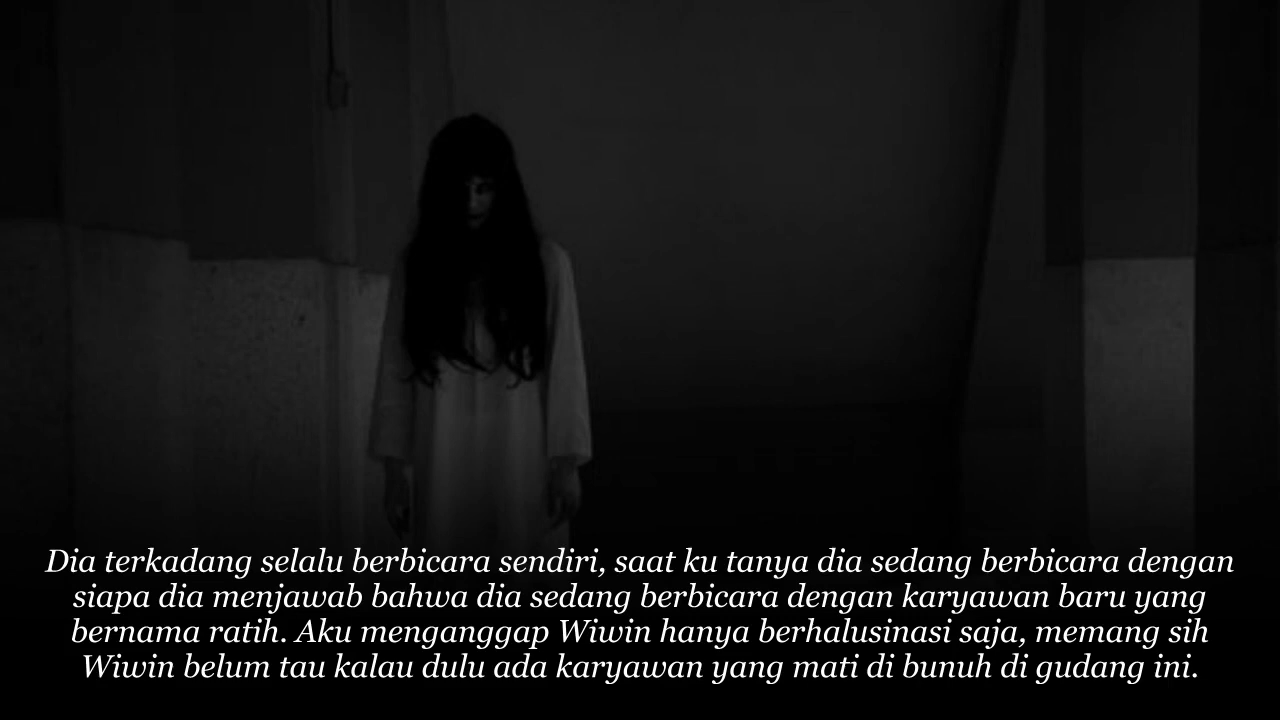 Dia terkadang selalu berbicara sendiri, saat ku tanya dia sedang berbicara dengan
siapa dia menjawab bahwa dia sedang berbicara dengan karyawan baru yang
bernama ratih. Aku menganggap Wiwin hanya berhalusinasi saja, memang sih
Wiwin belum tau kalau dulu ada karyawan yang mati di bunuh di gudang ini.